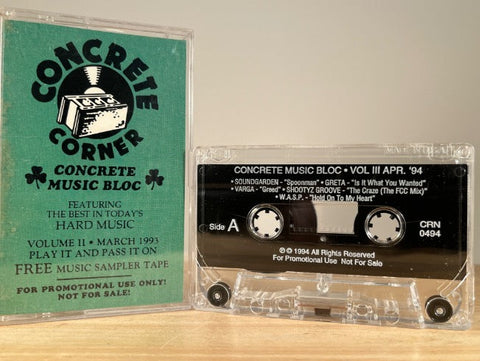 CONCRETE
CORNER
CONCRETE
MUSIC BLOC
FEATURING
THE BEST IN TODAY'S
HARD MUSIC
VOLUME II • MARCH 1993
PLAY IT AND PASS IT ON
FREE MUSIC SAMPLER TAPE
FOR PROMOTIONAL USE ONLY!
NOT FOR SALE!
CONCRETE MUSIC BLOC • VOL III APR. '94
SOUNDGARDEN - "Spoonman" • GRETA - "Is It What You Wanted"
• VARGA - "Greed" • SHOOTYZ GROOVE - "The Craze (The FCC Mix)"
• W.A.S.P. - "Hold On To My Heart"
Side A
CRN
0494
℗ © 1994 All Rights Reserved
For Promotional Use Not For Sale